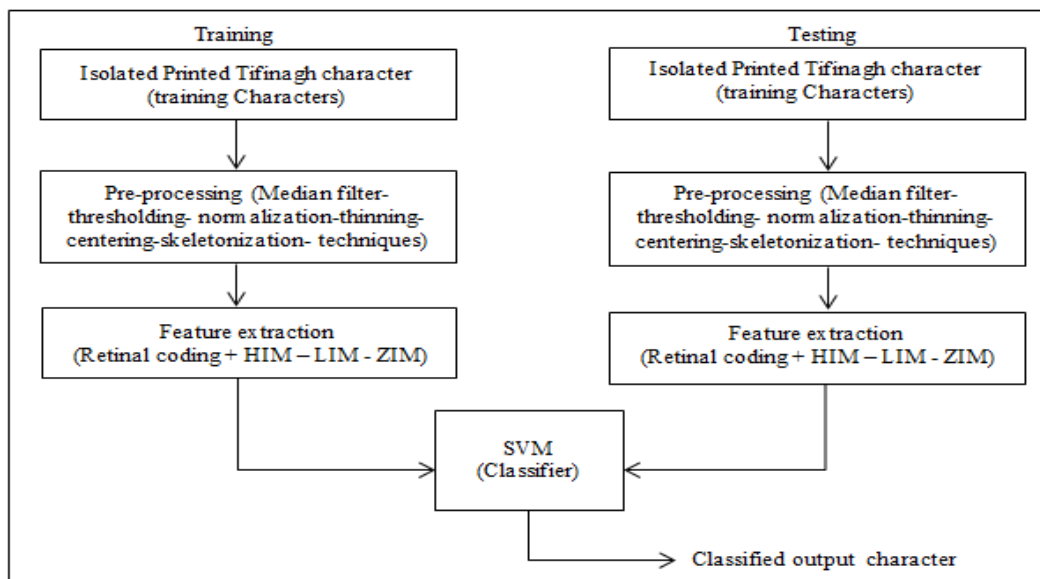 Training
Isolated Printed Tifinagh character
(training Characters)
Pre-processing (Median filter-
thresholding- normalization-thinning-
centering-skeletonization- techniques)
Feature extraction
(Retinal coding + HIM – LIM - ZIM)
Testing
Isolated Printed Tifinagh character
(training Characters)
Pre-processing (Median filter-
thresholding- normalization-thinning-
centering-skeletonization- techniques)
Feature extraction
(Retinal coding + HIM – LIM - ZIM)
SVM
(Classifier)
Classified output character